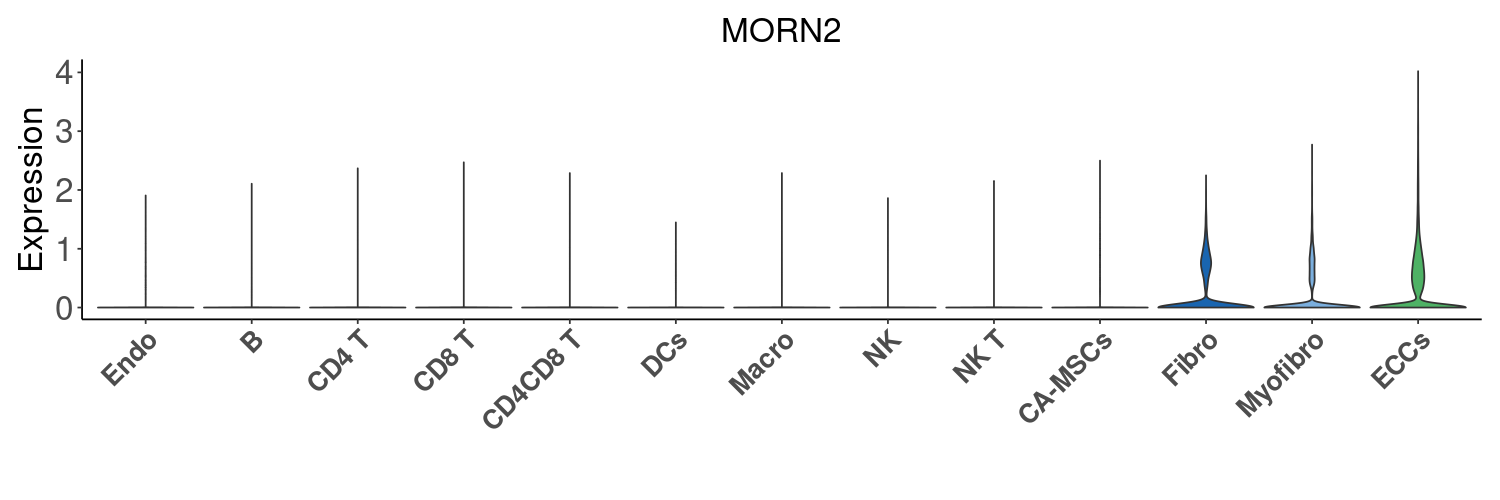 MORN2
Expression
4
3
2
1
0
Endo
B
CD4 T
CD8 T
CD4CD8 T
DCs
Macro
NK
NK T
CA-MSCs
Fibro
Myofibro
ECCs